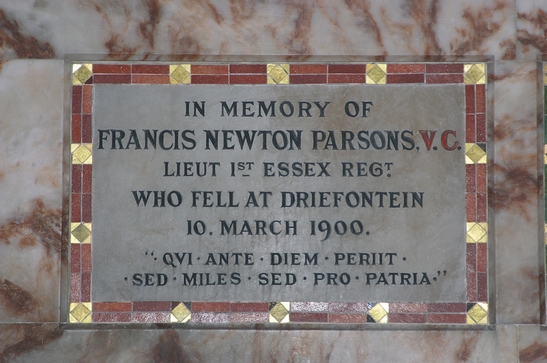 IN MEMORY OF
FRANCIS NEWTON PARSONS, V.C.
LIEUT 1ST ESSEX REGT.
WHO FELL AT DRIEFONTEIN
10. MARCH 1900.
"· QVI · ANTE · DIEM · PERIIT ·
· SED · MILES · SED · PRO · PATRIA · "